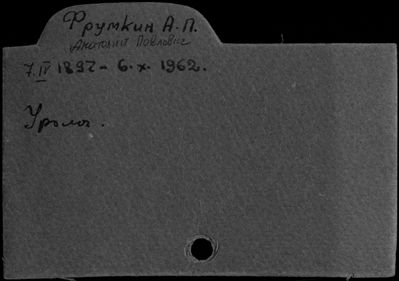 Фрумкин А.П.
Анатолий Павлович
7.IV 1897 - 6.x.1962.
Уролог.